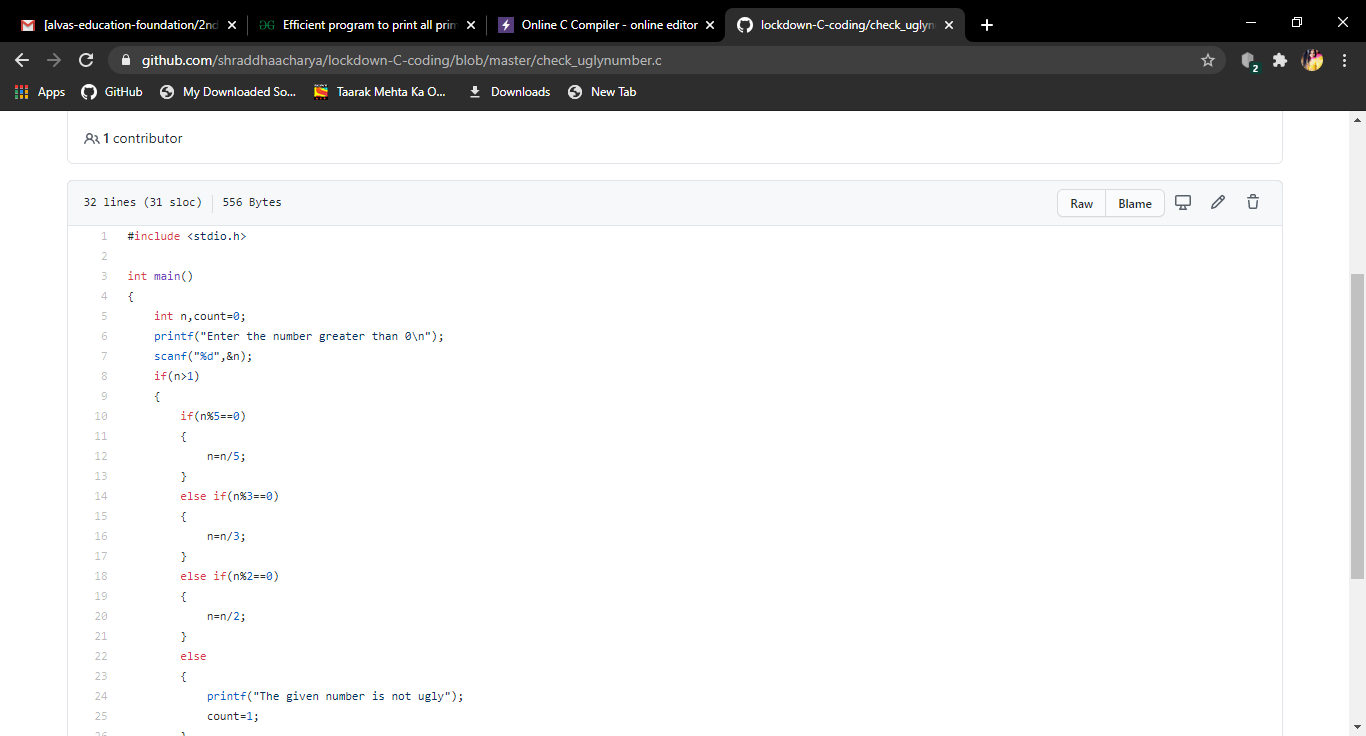 [alvas-education-foundation/2nd
Efficient program to print all prim
Online C Compiler - online editor
lockdown-C-coding/check_uglyn
github.com/shraddhaacharya/lockdown-C-coding/blob/master/check_uglynumber.c
2
Apps
GitHub
My Downloaded So...
Taarak Mehta Ka O...
Downloads
New Tab
1 contributor
32 lines (31 sloc)
556 Bytes
Raw
Blame
1 #include <stdio.h>
2
3 int main()
4 {
5 int n,count=0;
6 printf("Enter the number greater than 0\n");
7 scanf("%d",&n);
8 if(n>1)
9 {
10 if(n%5==0)
11 {
12 n=n/5;
13 }
14 else if(n%3==0)
15 {
16 n=n/3;
17 }
18 else if(n%2==0)
19 {
20 n=n/2;
21 }
22 else
23 {
24 printf("The given number is not ugly");
25 count=1;
26 }